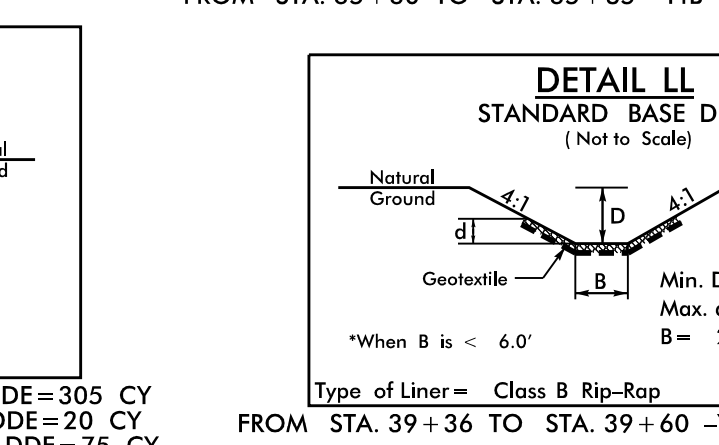 DETAIL LL
STANDARD BASE D
( Not to Scale)
Natural
Ground
4:1
4:1
D
d
Geotextile
B
Min. D
Max. d
B=
*When B is < 6.0'
Type of Liner= Class B Rip-Rap
FROM STA. 39+36 TO STA. 39+60
DE=305 CY
DDE=20 CY